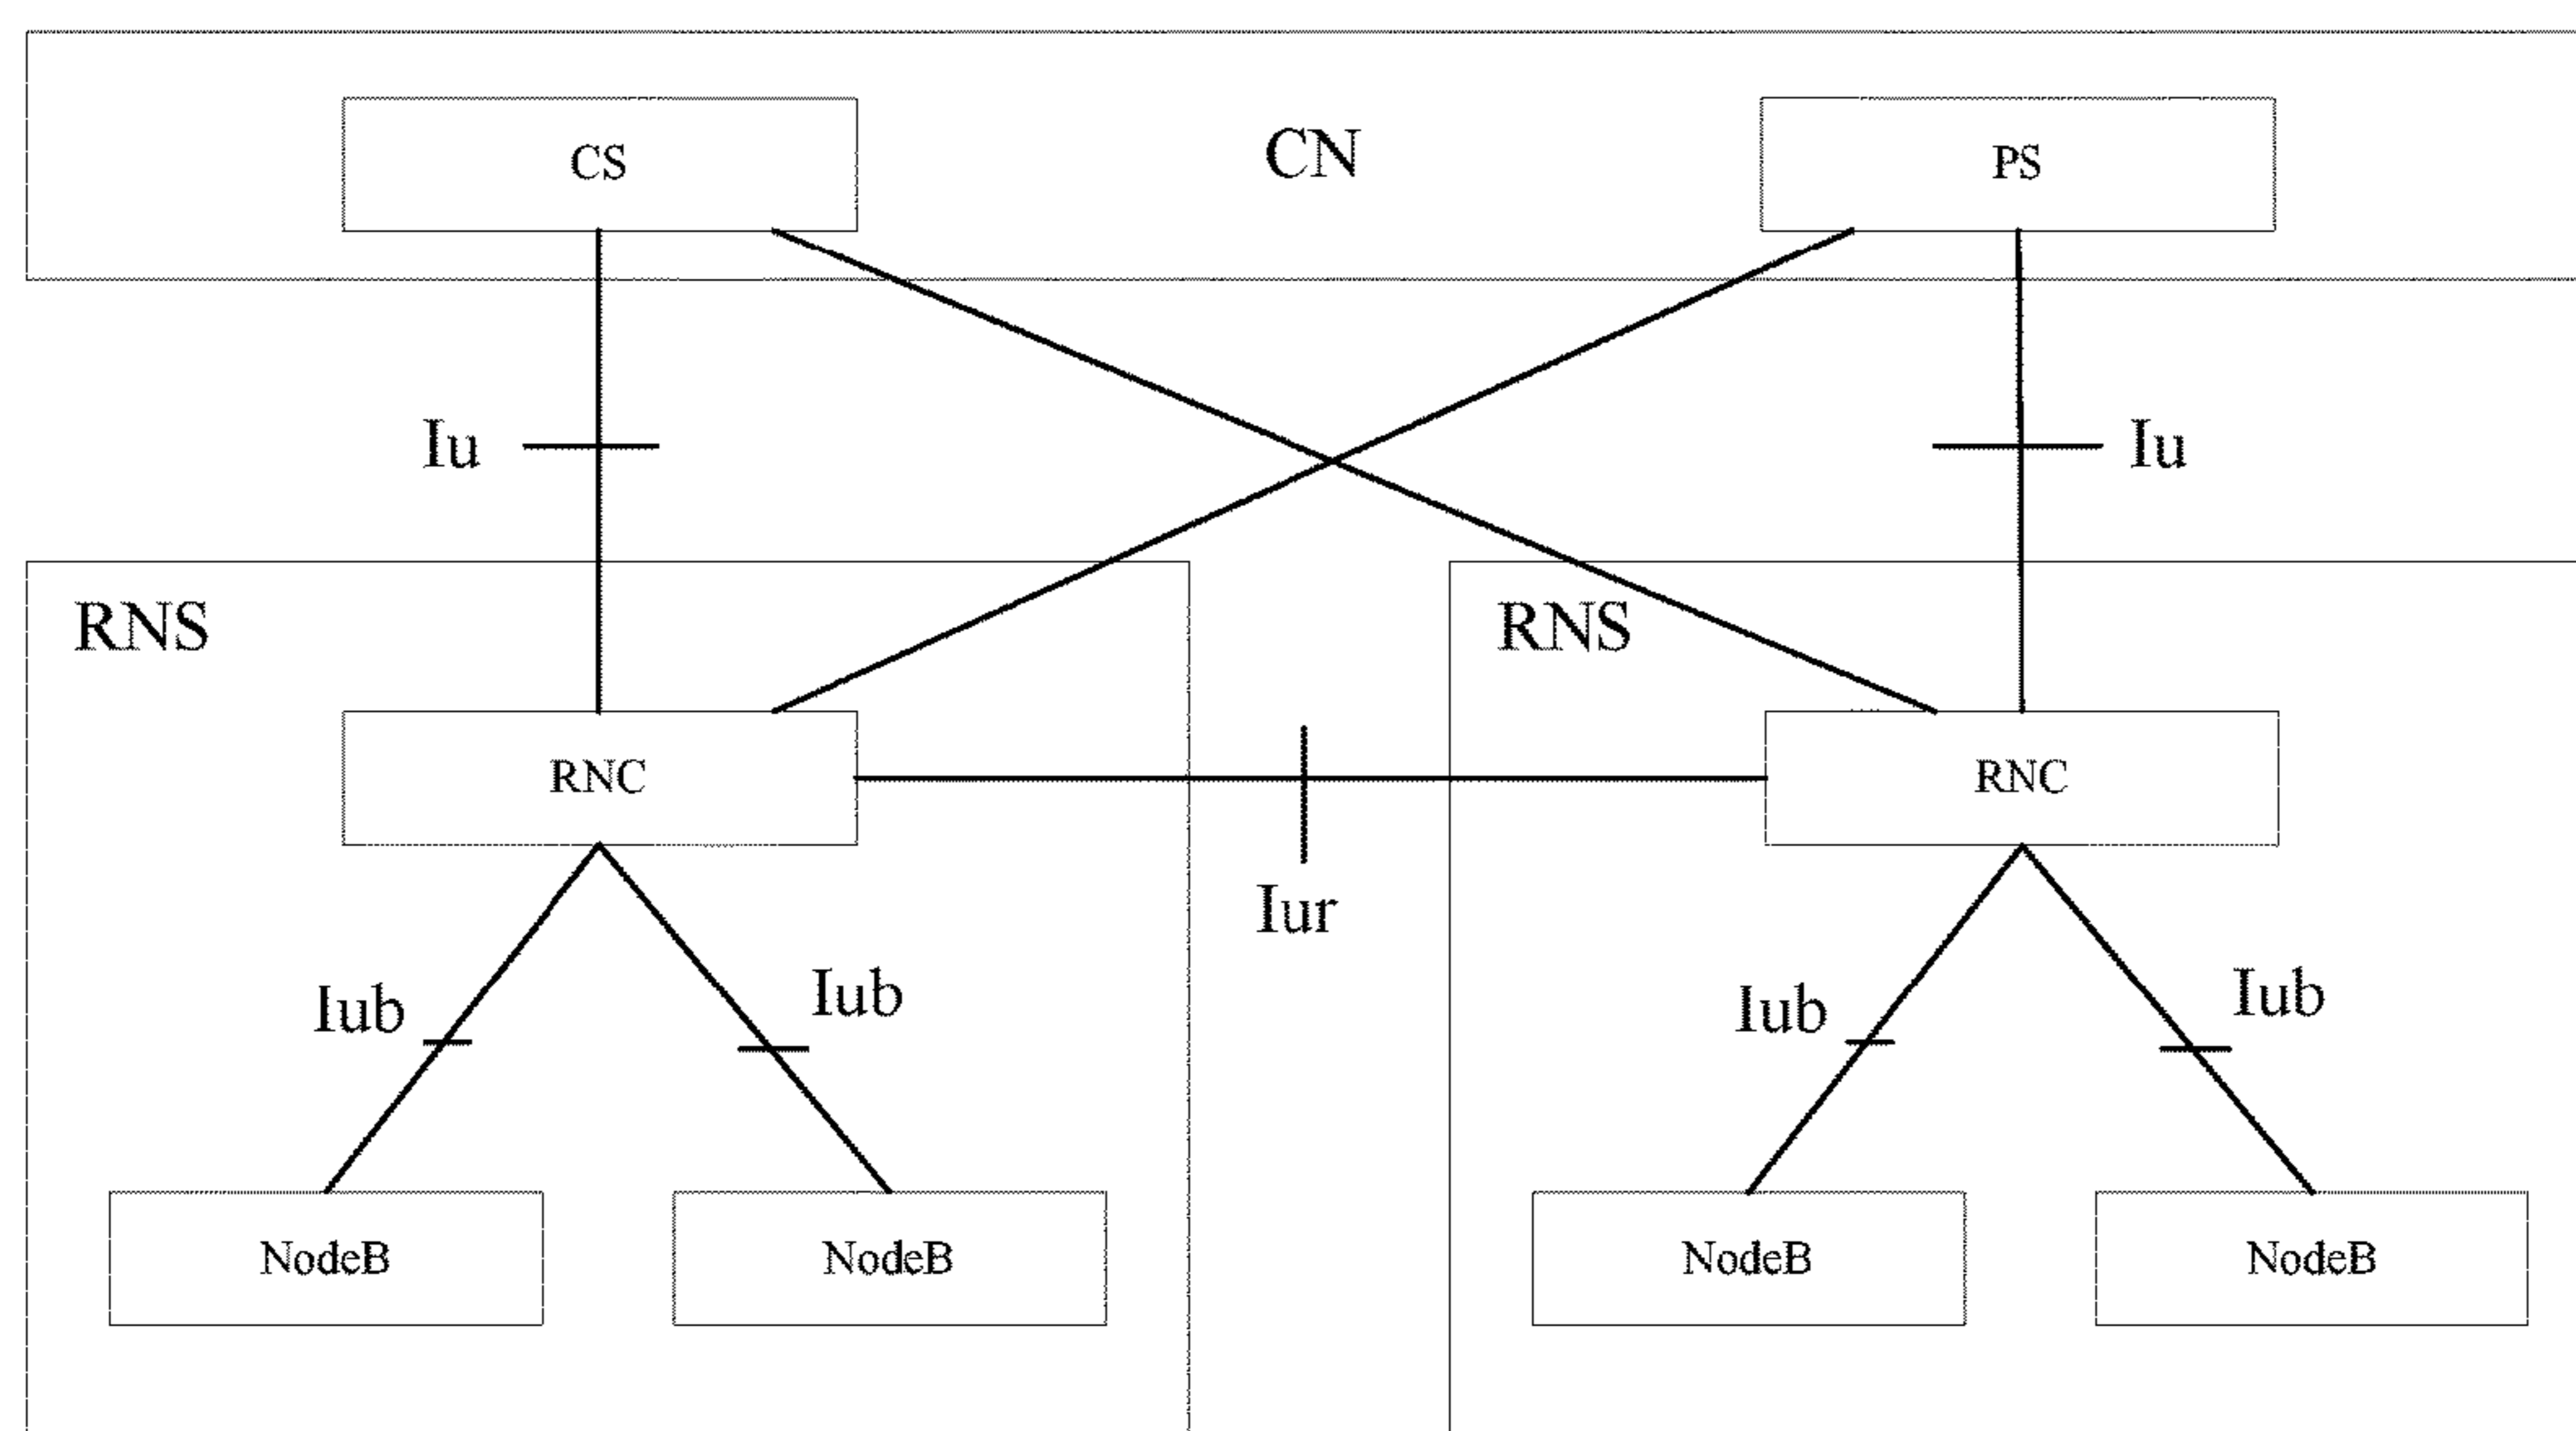 CS
CN
PS
Iu
Iu
RNS
RNS
RNC
RNC
Iur
Iub
Iub
Iub
Iub
NodeB
NodeB
NodeB
NodeB